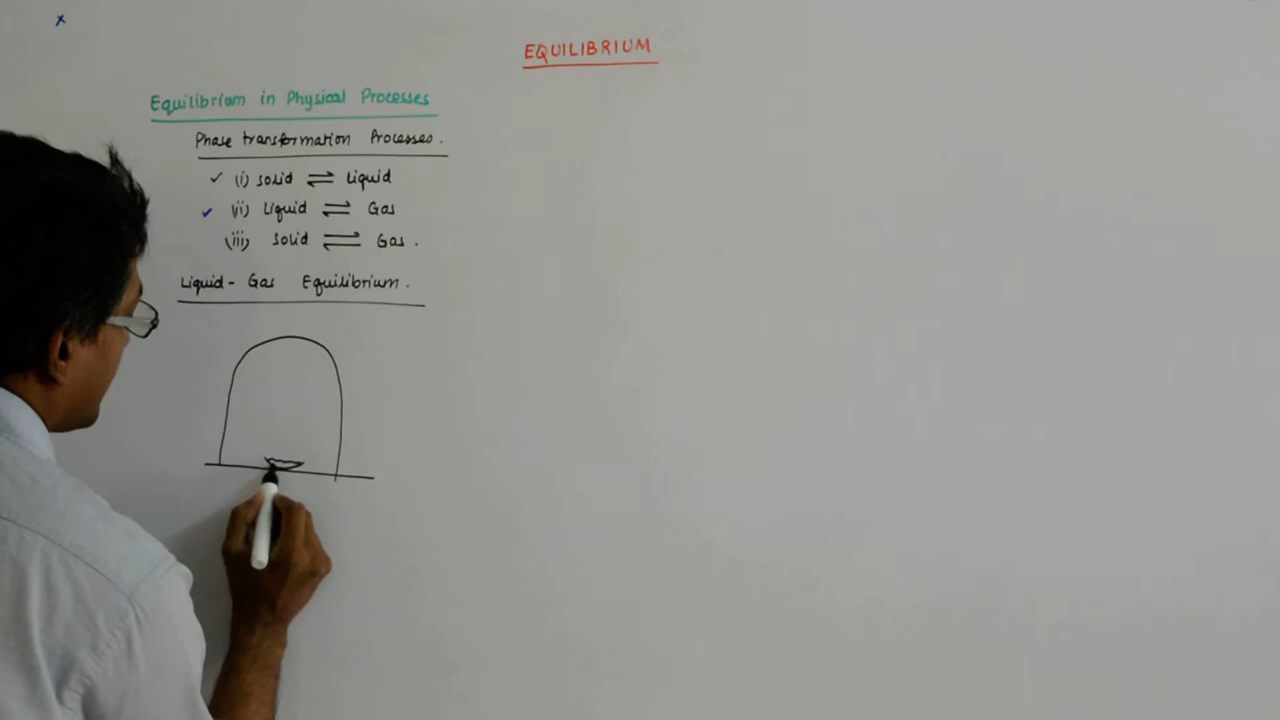 EQUILIBRIUM
Equilibrium in Physical Processes
Phase transformation Processes.
✓ (i) solid ⇌ Liquid
✓ (ii) Liquid ⇌ Gas
(iii) solid ⇌ Gas.
Liquid - Gas Equilibrium.